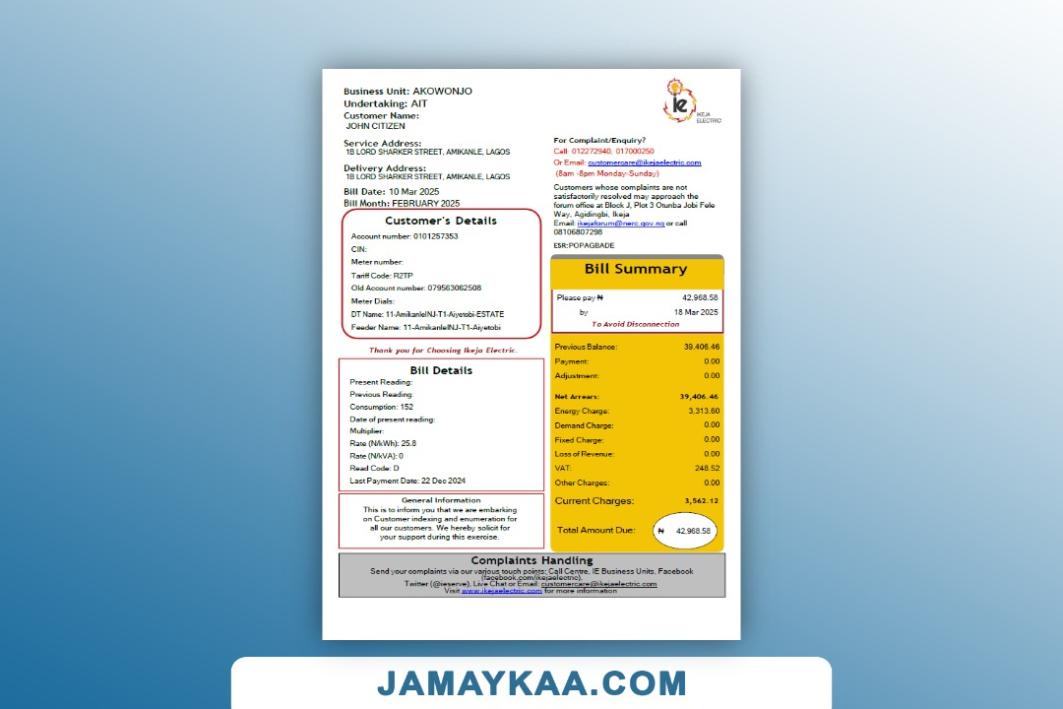 Business Unit: AKOWONJO
Undertaking: AIT
Customer Name:
JOHN CITIZEN
Service Address:
1B LORD SHARKER STREET, AMIKANLE, LAGOS
Delivery Address:
1B LORD SHARKER STREET, AMIKANLE, LAGOS
Bill Date: 10 Mar 2025
Bill Month: FEBRUARY 2025
ie IKEJA
ELECTRIC
For Complaint/Enquiry?
Call: 012272940, 017000250
Or Email: customercare@ikejaelectric.com
(8am -8pm Monday-Sunday)
Customers whose complaints are not
satisfactorily resolved may approach the
forum office at Block J, Plot 3 Otunba Jobi Fele
Way, Agidingbi, Ikeja
Email: ikejaforum@nerc.gov.ng or call
08106807298
ESR:POPAGBADE
Customer's Details
Account number: 0101257353
CIN:
Meter number:
Tariff Code: R2TP
Old Account number: 079563062508
Meter Dials:
DT Name: 11-AmikanleINJ-T1-Aiyetobi-ESTATE
Feeder Name: 11-AmikanleINJ-T1-Aiyetobi
Thank you for Choosing Ikeja Electric.
Bill Details
Present Reading:
Previous Reading:
Consumption: 152
Date of present reading:
Multiplier:
Rate (N/kWh): 25.8
Rate (N/kVA): 0
Read Code: D
Last Payment Date: 22 Dec 2024
General Information
This is to inform you that we are embarking
on Customer indexing and enumeration for
all our customers. We hereby solicit for
your support during this exercise.
Bill Summary
Please pay ₦ 42,968.58
by 18 Mar 2025
To Avoid Disconnection
Previous Balance: 39,406.46
Payment: 0.00
Adjustment: 0.00
Net Arrears: 39,406.46
Energy Charge: 3,313.60
Demand Charge: 0.00
Fixed Charge: 0.00
Loss of Revenue: 0.00
VAT: 248.52
Other Charges: 0.00
Current Charges: 3,562.12
Total Amount Due: ₦ 42,968.58
Complaints Handling
Send your complaints via our various touch points; Call Centre, IE Business Units, Facebook
(facebook.com/ikejaelectric),
Twitter (@ieserve), Live Chat or Email: customercare@ikejaelectric.com
Visit www.ikejaelectric.com for more information
JAMAYKAA.COM